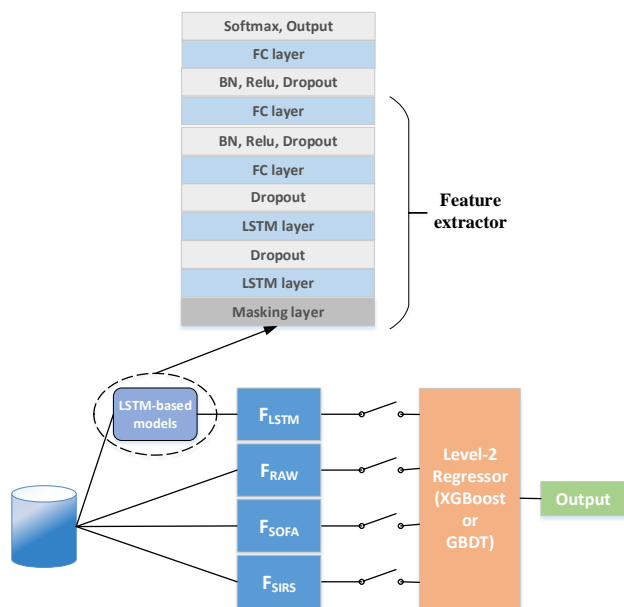 Softmax, Output
FC layer
BN, Relu, Dropout
FC layer
BN, Relu, Dropout
FC layer
Dropout
LSTM layer
Dropout
LSTM layer
Masking layer
Feature
extractor
LSTM-based
models
FLSTM
FRAW
FSOFA
FSIRS
Level-2
Regressor
(XGBoost
or
GBDT)
Output